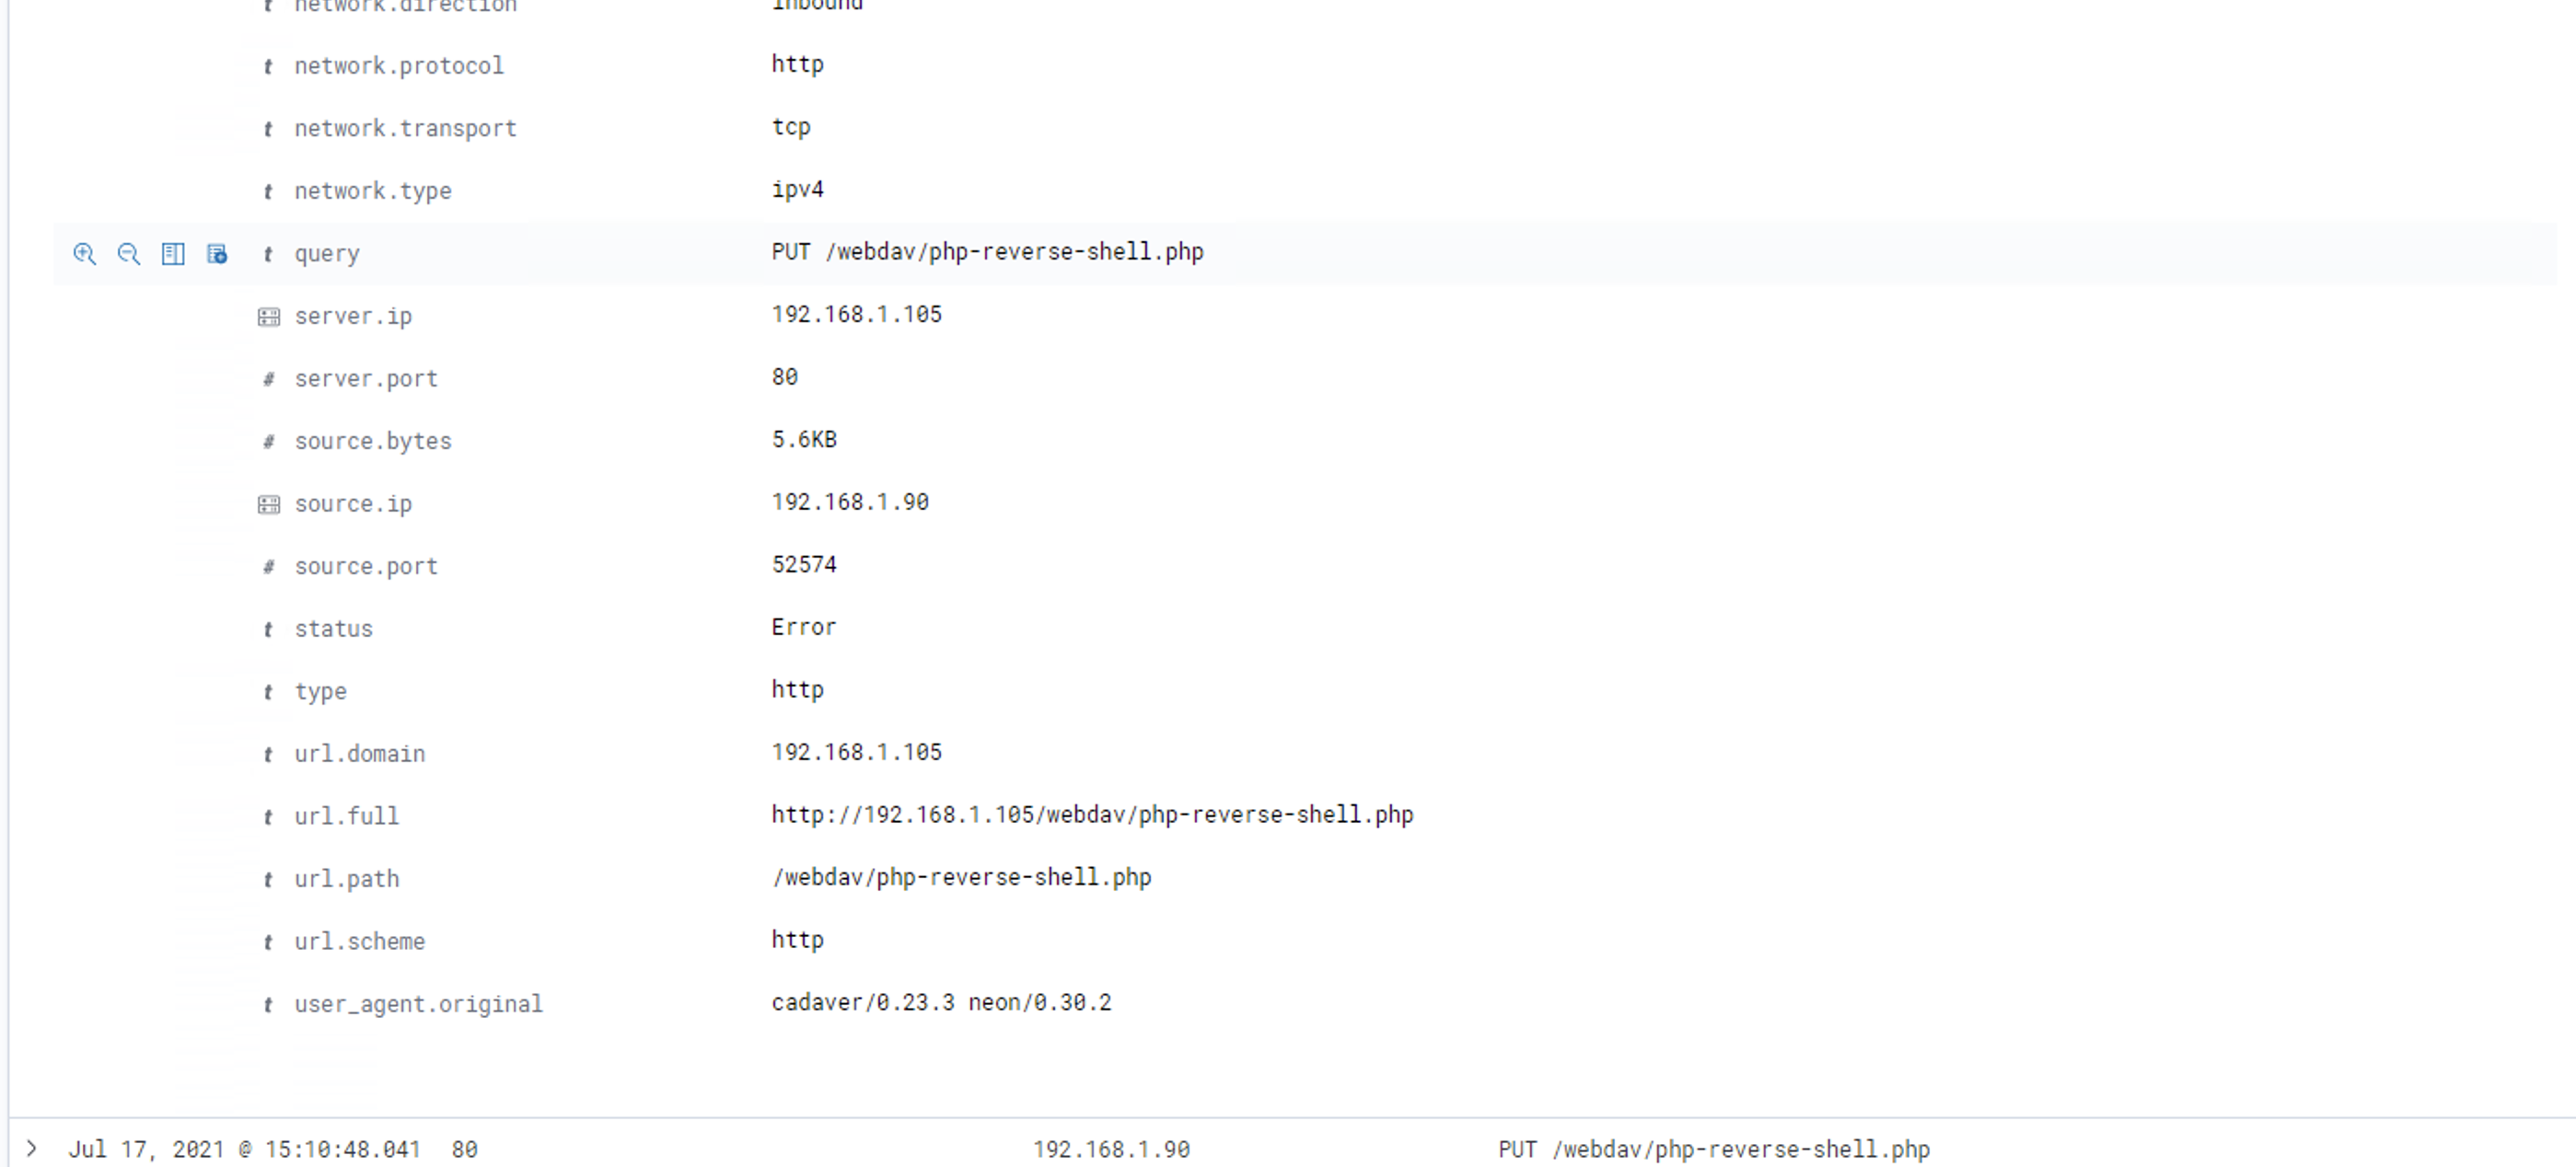 t network.direction inbound
t network.protocol http
t network.transport tcp
t network.type ipv4
t query PUT /webdav/php-reverse-shell.php
server.ip 192.168.1.105
# server.port 80
# source.bytes 5.6KB
source.ip 192.168.1.90
# source.port 52574
t status Error
t type http
t url.domain 192.168.1.105
t url.full http://192.168.1.105/webdav/php-reverse-shell.php
t url.path /webdav/php-reverse-shell.php
t url.scheme http
t user_agent.original cadaver/0.23.3 neon/0.30.2
> Jul 17, 2021 @ 15:10:48.041 80 192.168.1.90 PUT /webdav/php-reverse-shell.php